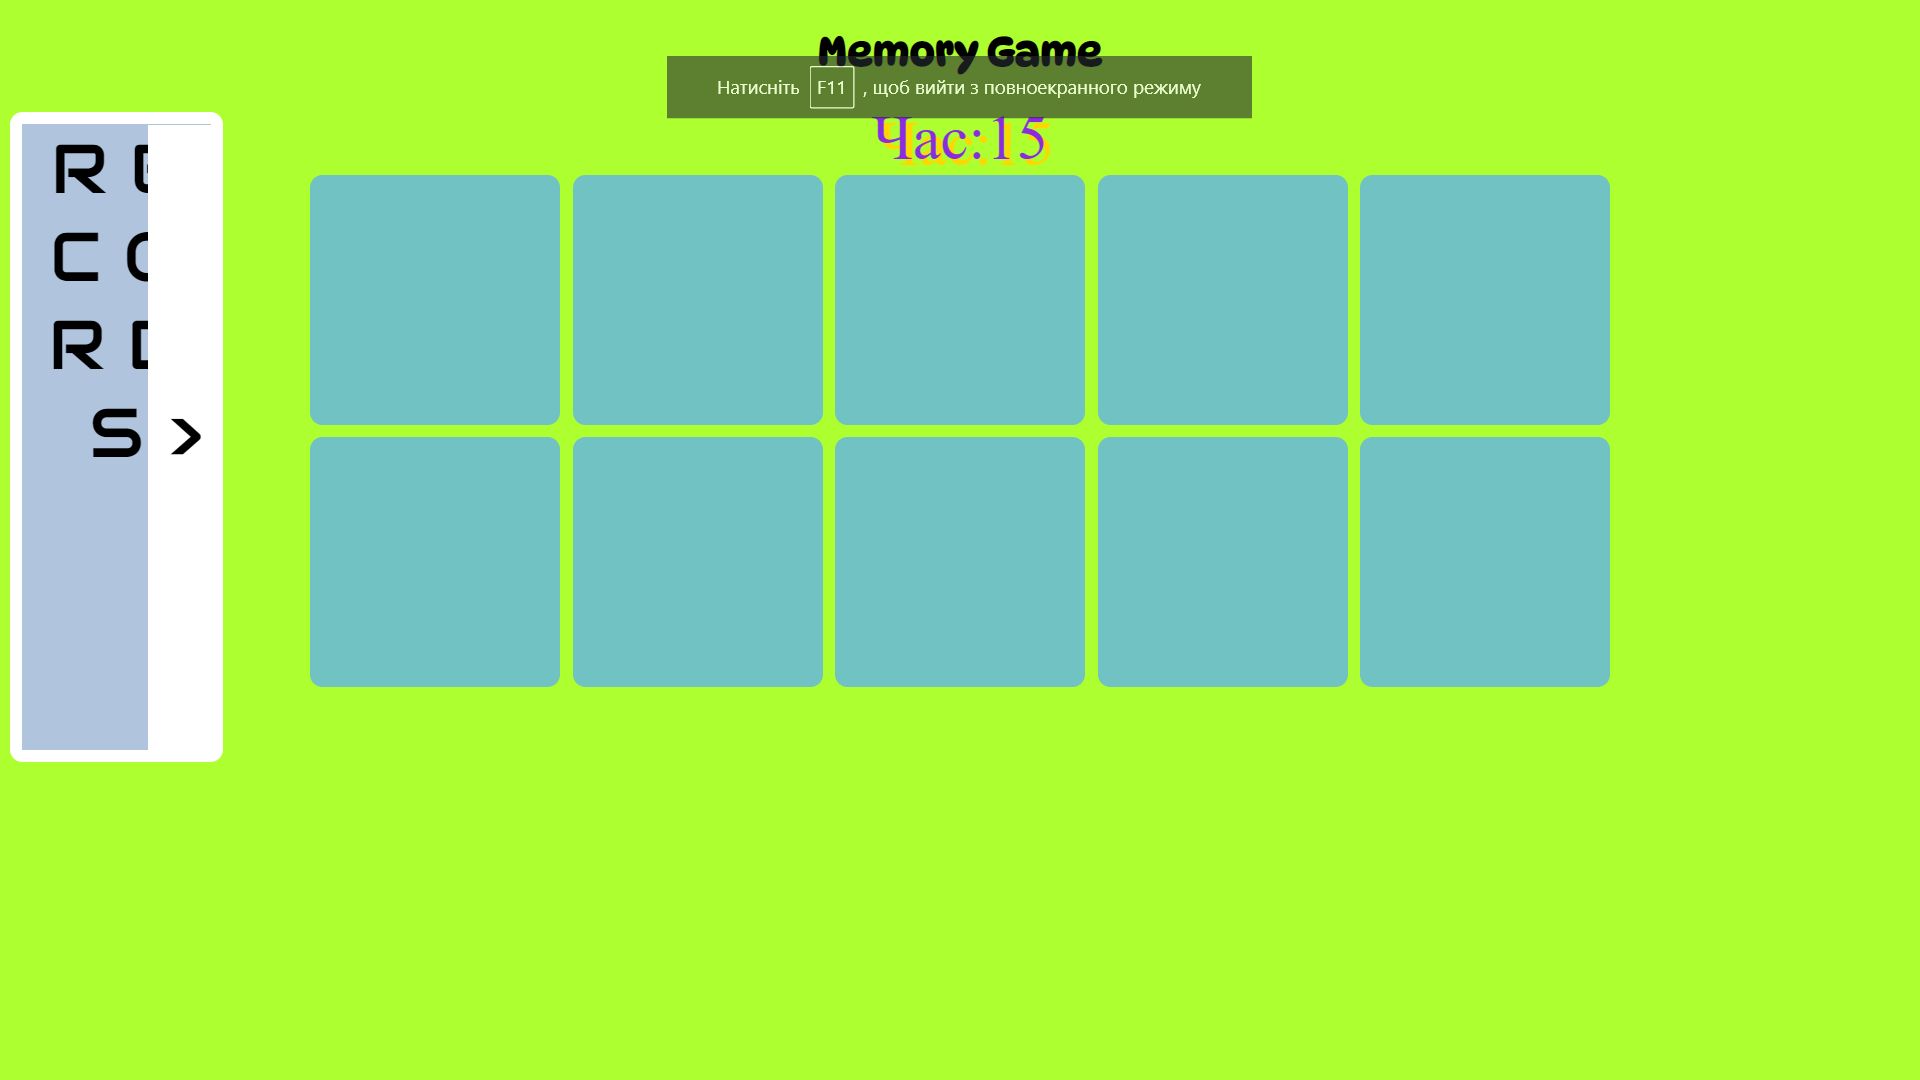 Memory Game
Натисніть F11 , щоб вийти з повноекранного режиму
Час:15
R E
C O
R D
S >